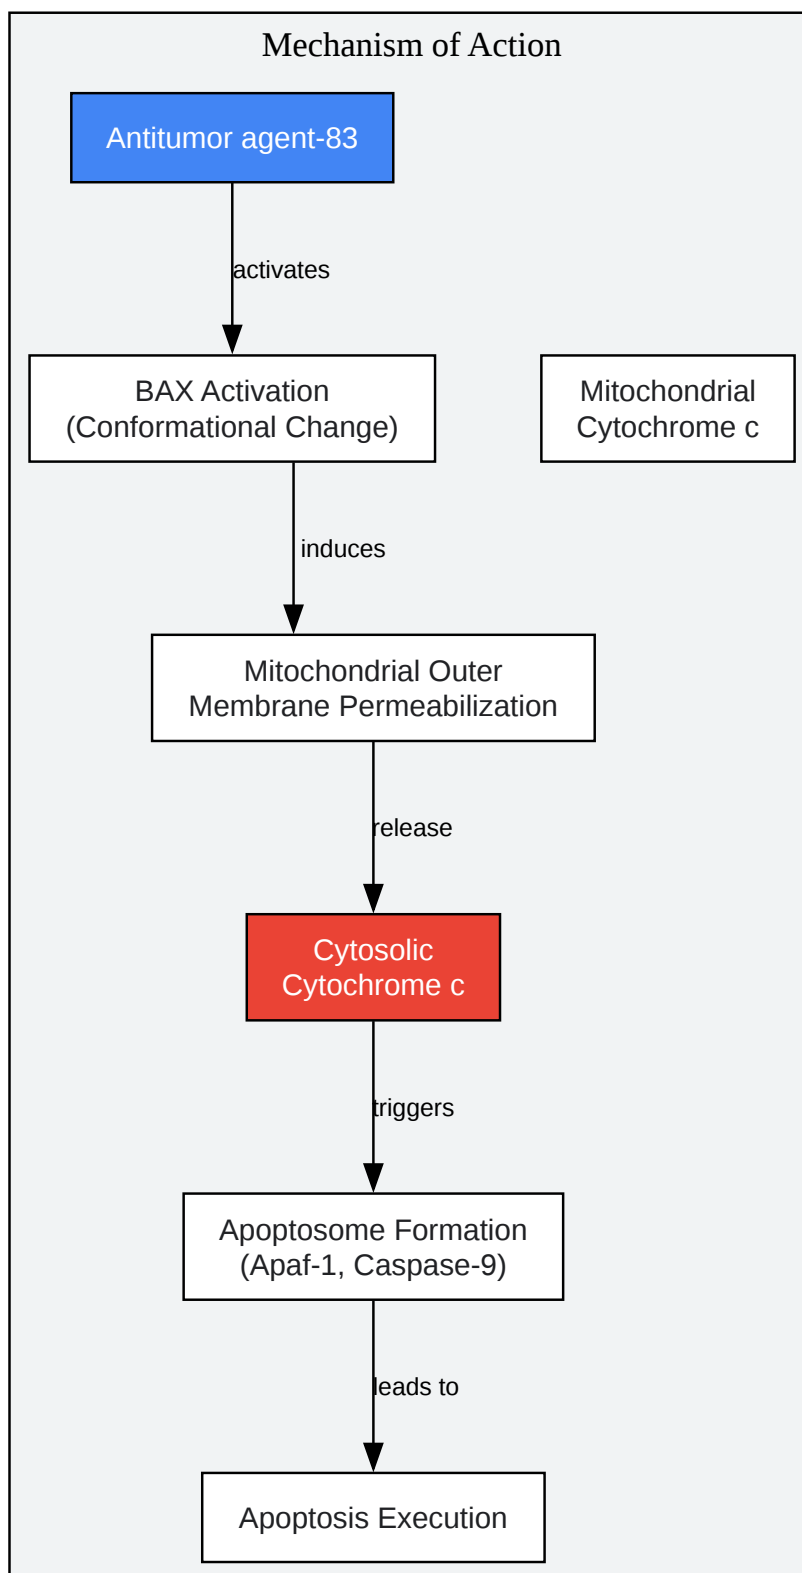 Mechanism of Action
Antitumor agent-83
activates
BAX Activation
(Conformational Change)
Mitochondrial
Cytochrome c
induces
Mitochondrial Outer
Membrane Permeabilization
release
Cytosolic
Cytochrome c
triggers
Apoptosome Formation
(Apaf-1, Caspase-9)
leads to
Apoptosis Execution